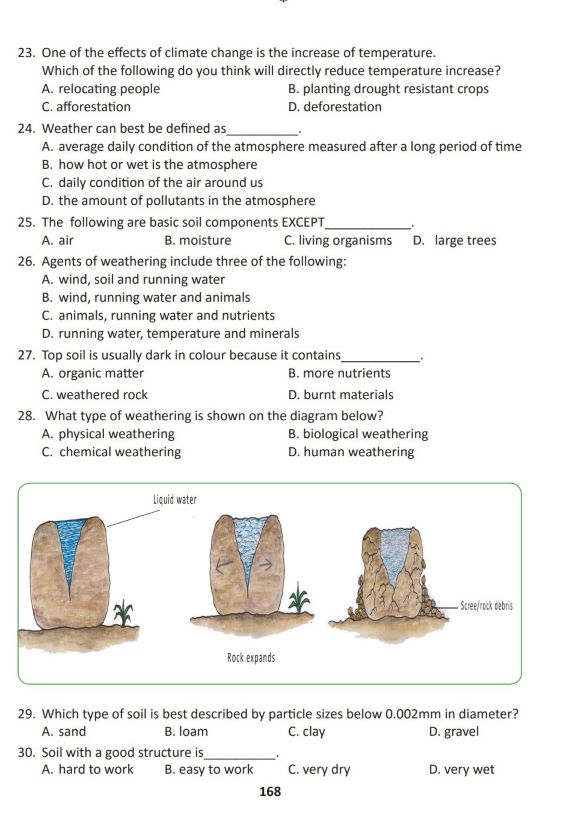 23. One of the effects of climate change is the increase of temperature.
Which of the following do you think will directly reduce temperature increase?
A. relocating people B. planting drought resistant crops
C. afforestation D. deforestation
24. Weather can best be defined as___________.
A. average daily condition of the atmosphere measured after a long period of time
B. how hot or wet is the atmosphere
C. daily condition of the air around us
D. the amount of pollutants in the atmosphere
25. The following are basic soil components EXCEPT_____________.
A. air B. moisture C. living organisms D. large trees
26. Agents of weathering include three of the following:
A. wind, soil and running water
B. wind, running water and animals
C. animals, running water and nutrients
D. running water, temperature and minerals
27. Top soil is usually dark in colour because it contains____________.
A. organic matter B. more nutrients
C. weathered rock D. burnt materials
28. What type of weathering is shown on the diagram below?
A. physical weathering B. biological weathering
C. chemical weathering D. human weathering
Liquid water
Scree/rock debris
Rock expands
29. Which type of soil is best described by particle sizes below 0.002mm in diameter?
A. sand B. loam C. clay D. gravel
30. Soil with a good structure is___________.
A. hard to work B. easy to work C. very dry D. very wet
168